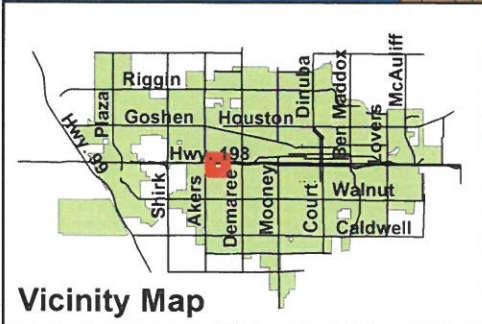 Riggin
Goshen
Houston
Hwy. 198
Walnut
Caldwell
Hwy. 99
Plaza
Shirk
Akers
Demaree
Mooney
Court
Dinuba
Ben Maddox
Lovers
McAuliff
Vicinity Map